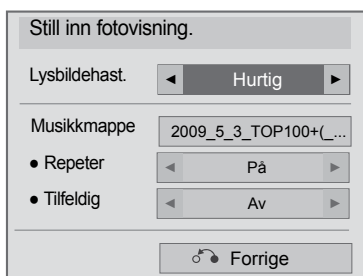 Still inn fotovisning.
Lysbildehast. ◄ Hurtig ►
Musikkmappe 2009_5_3_TOP100+(_...
● Repeter ◄ På ►
● Tilfeldig ◄ Av ►
Forrige